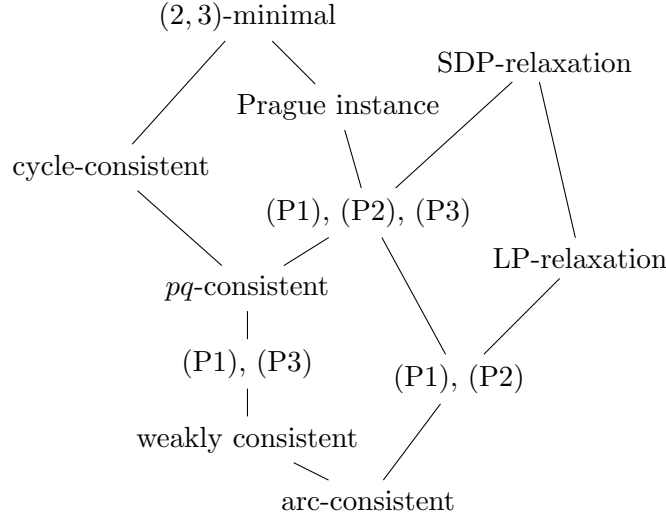 (2, 3)-minimal
SDP-relaxation
Prague instance
cycle-consistent
(P1), (P2), (P3)
LP-relaxation
pq-consistent
(P1), (P3)
(P1), (P2)
weakly consistent
arc-consistent